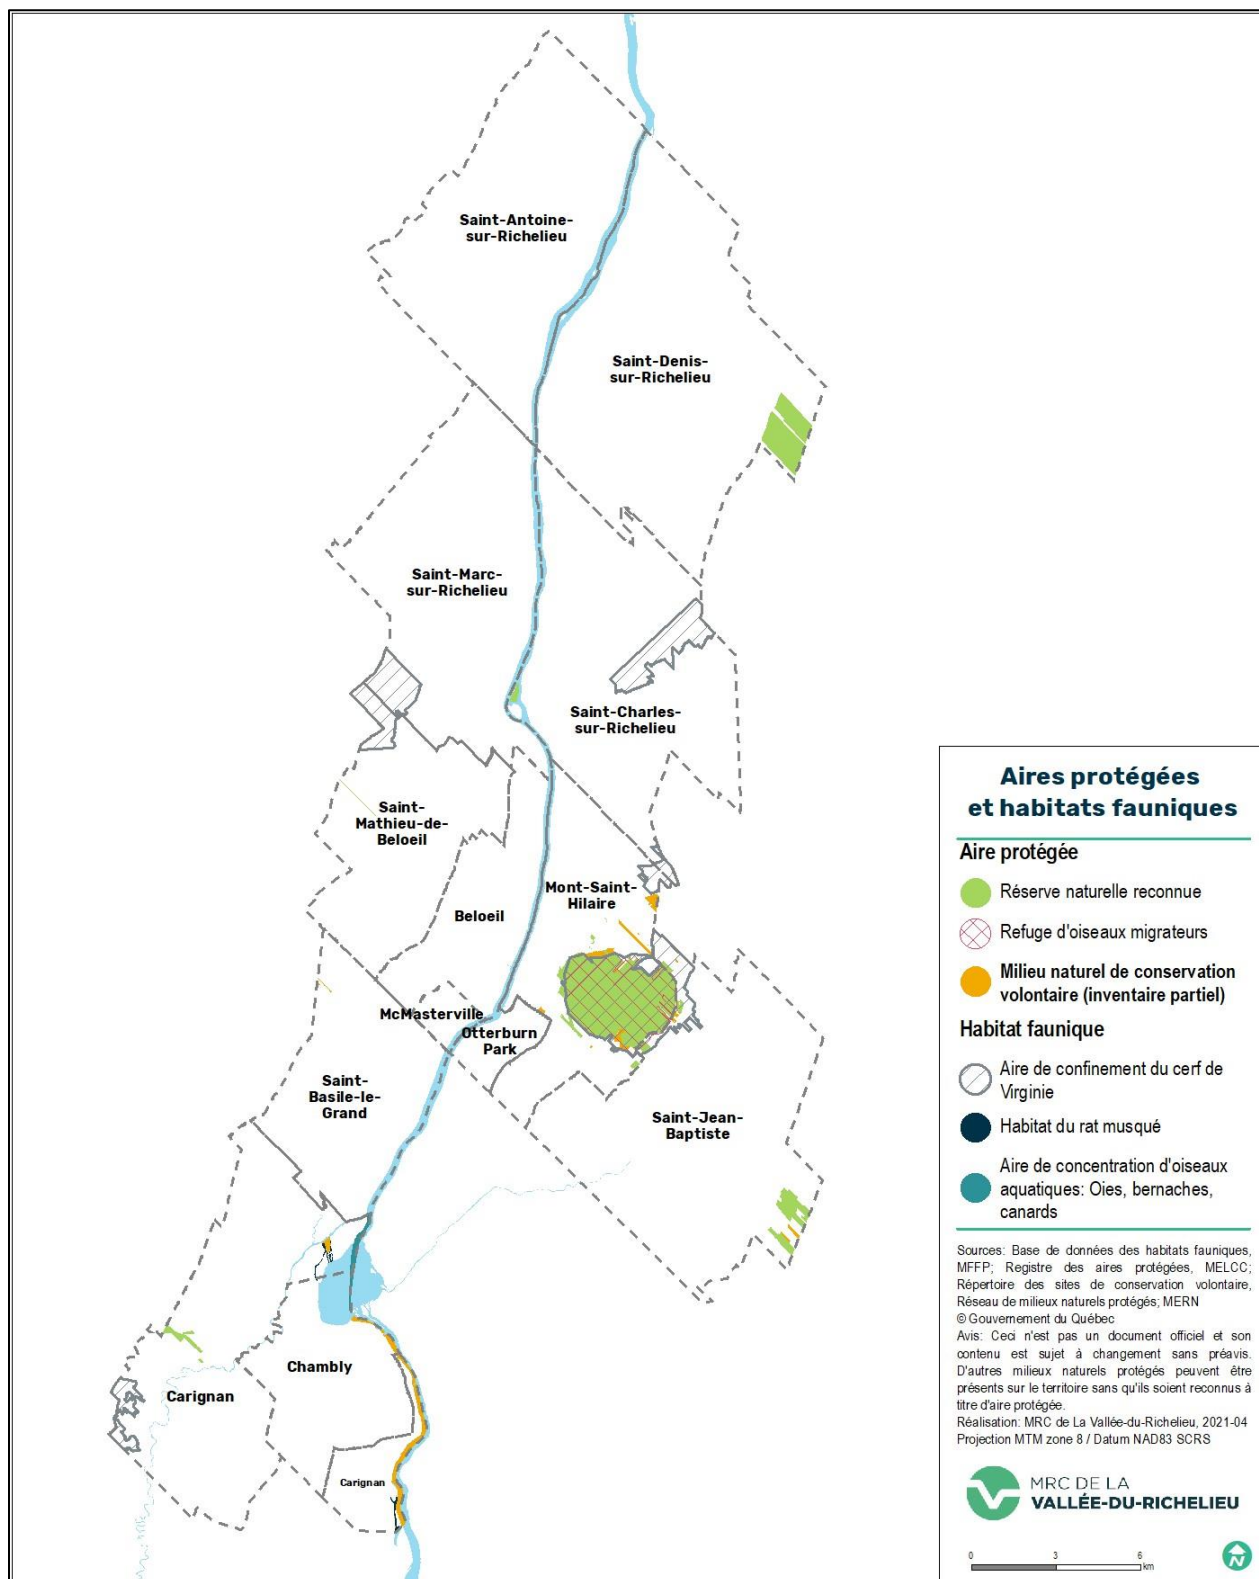 Saint-Antoine-
sur-Richelieu
Saint-Denis-
sur-Richelieu
Saint-Marc-
sur-Richelieu
Saint-Charles-
sur-Richelieu
Saint-
Mathieu-de-
Beloeil
Mont-Saint-
Hilaire
Beloeil
McMasterville
Otterburn
Park
Saint-
Basile-le-
Grand
Saint-Jean-
Baptiste
Chambly
Carignan
Carignan
Aires protégées
et habitats fauniques
Aire protégée
Réserve naturelle reconnue
Refuge d'oiseaux migrateurs
Milieu naturel de conservation
volontaire (inventaire partiel)
Habitat faunique
Aire de confinement du cerf de
Virginie
Habitat du rat musqué
Aire de concentration d'oiseaux
aquatiques: Oies, bernaches,
canards
Sources: Base de données des habitats fauniques,
MFFP; Registre des aires protégées, MELCC;
Répertoire des sites de conservation volontaire,
Réseau de milieux naturels protégés; MERN
© Gouvernement du Québec
Avis: Ceci n'est pas un document officiel et son
contenu est sujet à changement sans préavis.
D'autres milieux naturels protégés peuvent être
présents sur le territoire sans qu'ils soient reconnus à
titre d'aire protégée.
Réalisation: MRC de La Vallée-du-Richelieu, 2021-04
Projection MTM zone 8 / Datum NAD83 SCRS
MRC DE LA
VALLÉE-DU-RICHELIEU
0 3 6
km
N